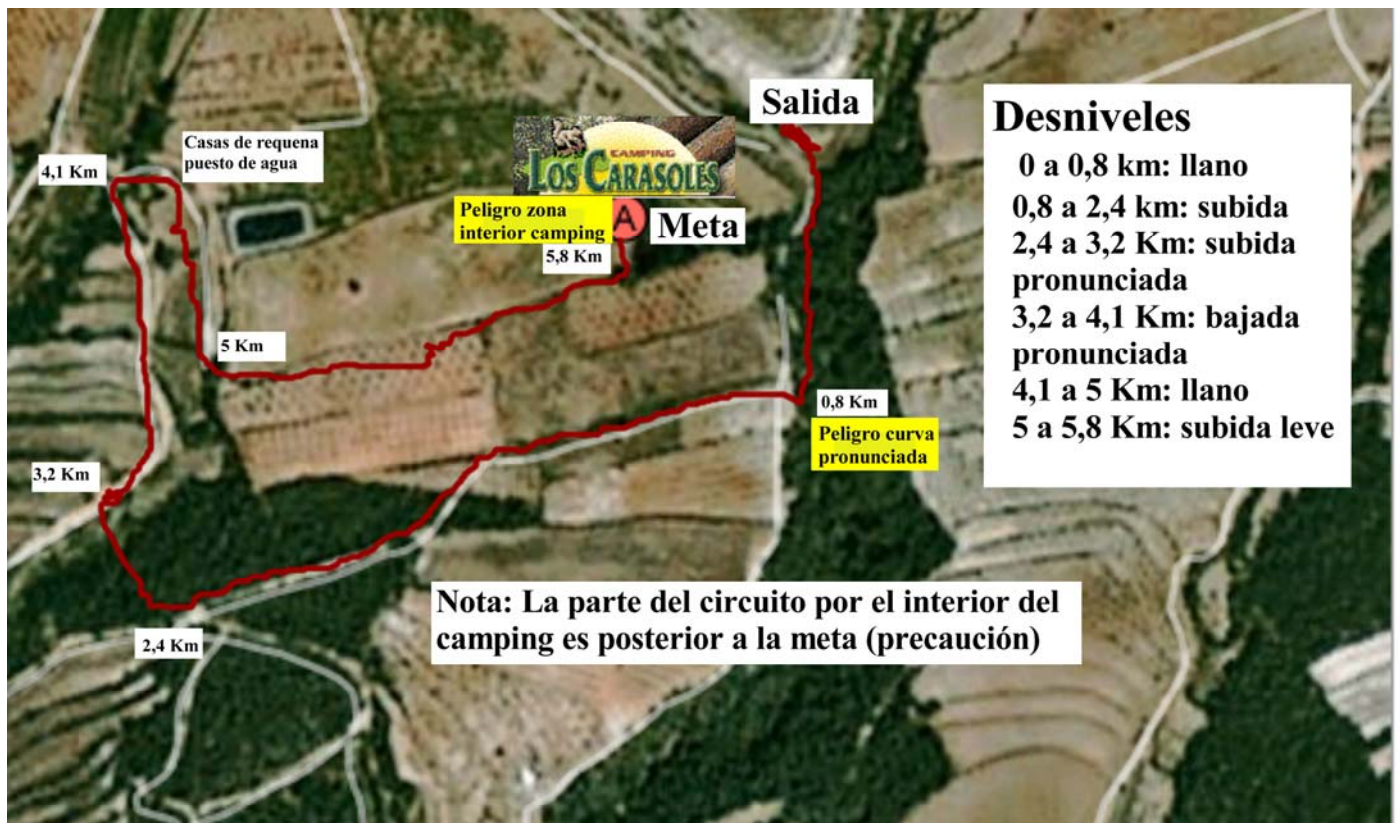 Salida
Desniveles
0 a 0,8 km: llano
0,8 a 2,4 km: subida
2,4 a 3,2 Km: subida
pronunciada
3,2 a 4,1 Km: bajada
pronunciada
4,1 a 5 Km: llano
5 a 5,8 Km: subida leve
Casas de requena
puesto de agua
4,1 Km
CAMPING
LOS CARASOLES
Peligro zona
interior camping
A
Meta
5,8 Km
5 Km
0,8 Km
Peligro curva
pronunciada
3,2 Km
2,4 Km
Nota: La parte del circuito por el interior del
camping es posterior a la meta (precaución)